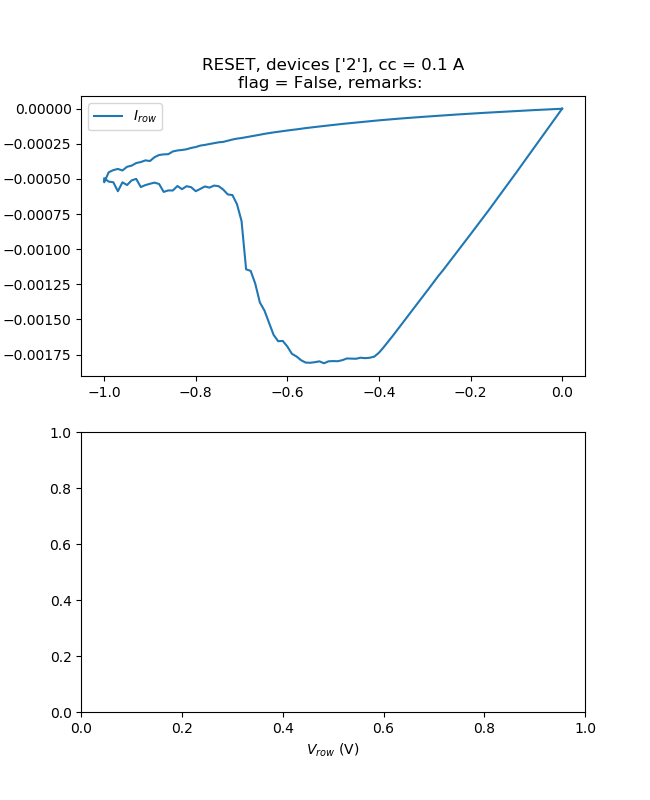 RESET, devices ['2'], cc = 0.1 A
flag = False, remarks:
I_row
0.00000
−0.00025
−0.00050
−0.00075
−0.00100
−0.00125
−0.00150
−0.00175
−1.0 −0.8 −0.6 −0.4 −0.2 0.0
1.0
0.8
0.6
0.4
0.2
0.0
0.0 0.2 0.4 0.6 0.8 1.0
V_row (V)